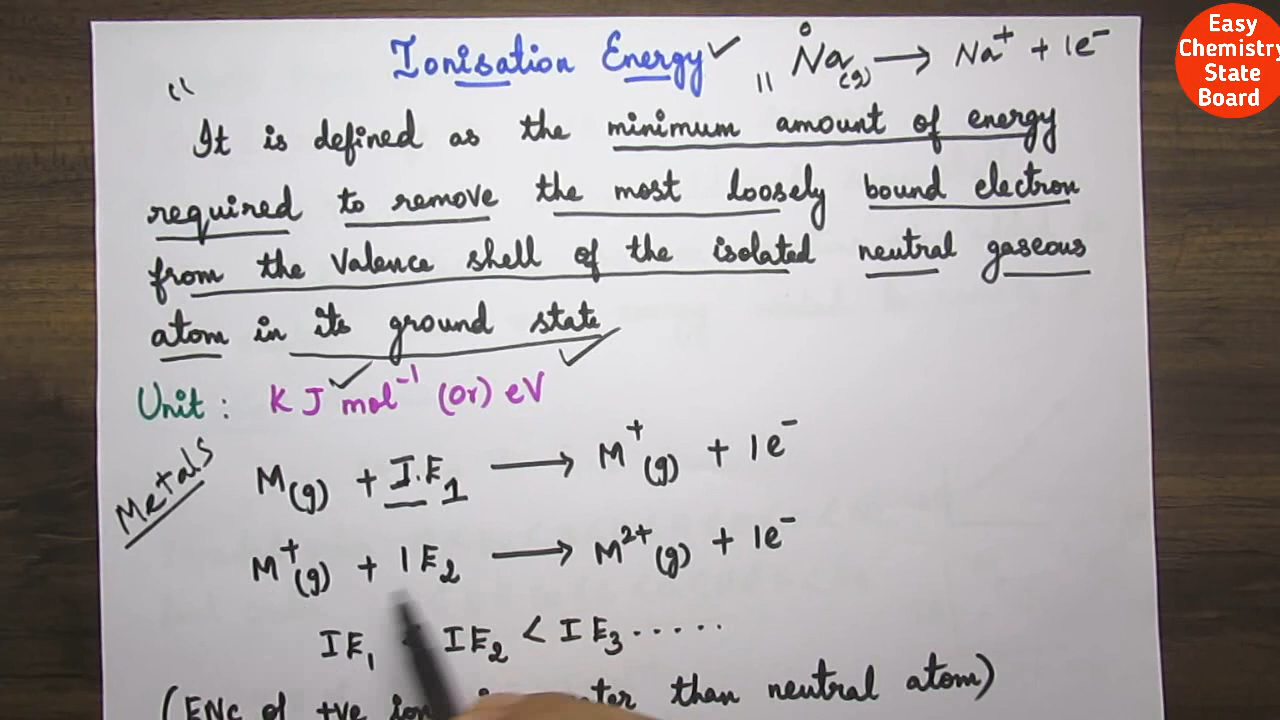 Easy
Chemistry
State
Board
Ionisation Energy ✓ " Na(g) → Na⁺ + 1e⁻
"
It is defined as the minimum amount of energy
required to remove the most loosely bound electron
from the valence shell of the isolated neutral gaseous
atom in its ground state
Unit : KJ mol⁻¹ (or) eV
Metals
M(g) + I.E₁ → M⁺(g) + 1e⁻
M⁺(g) + IE₂ → M²⁺(g) + 1e⁻
IE₁ IE₂ < IE₃ ......
(ENc of +ve than neutral atom)